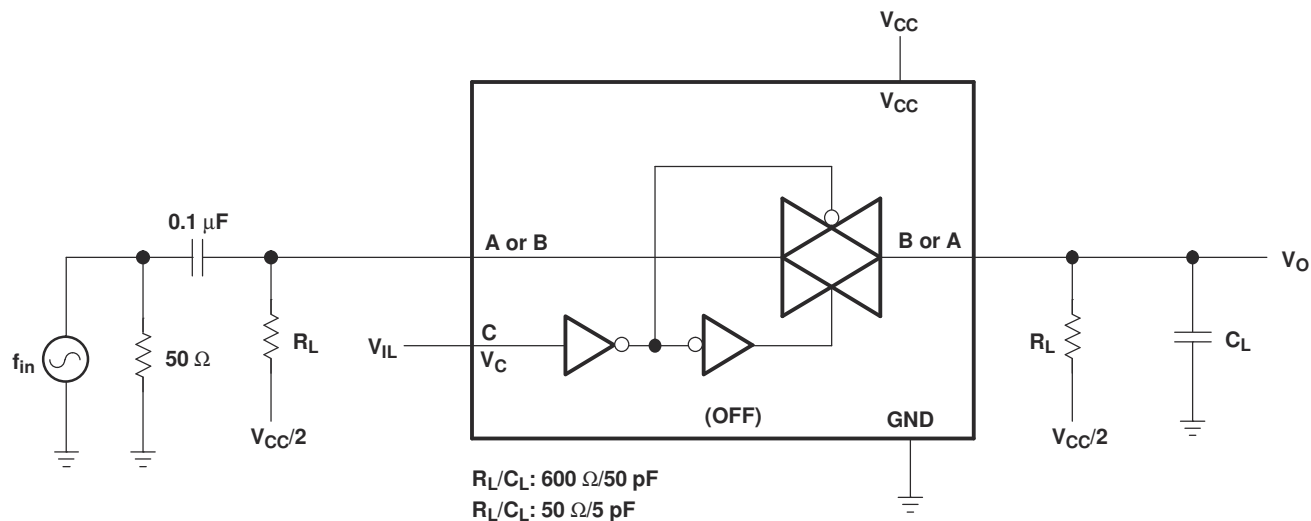 VCC
VCC
0.1 μF
A or B
B or A
VO
fin
50 Ω
RL
VCC/2
VIL
C
VC
(OFF)
GND
RL
VCC/2
CL
RL/CL: 600 Ω/50 pF
RL/CL: 50 Ω/5 pF